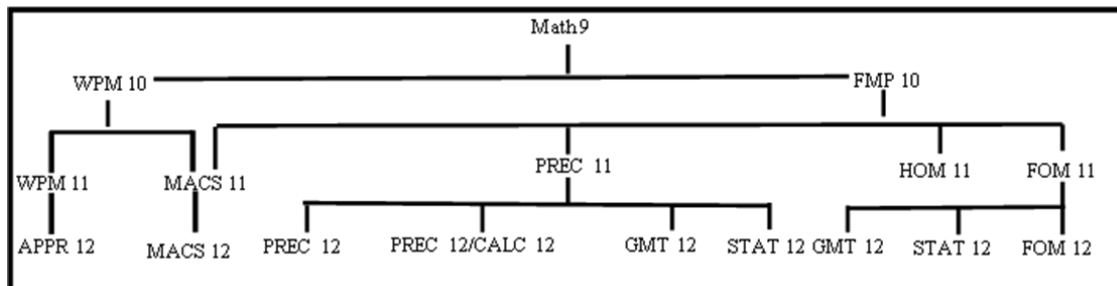 Math9
WPM 10 FMP 10
WPM 11 MACS 11 PREC 11 HOM 11 FOM 11
APPR 12 MACS 12 PREC 12 PREC 12/CALC 12 GMT 12 STAT 12 GMT 12 STAT 12 FOM 12